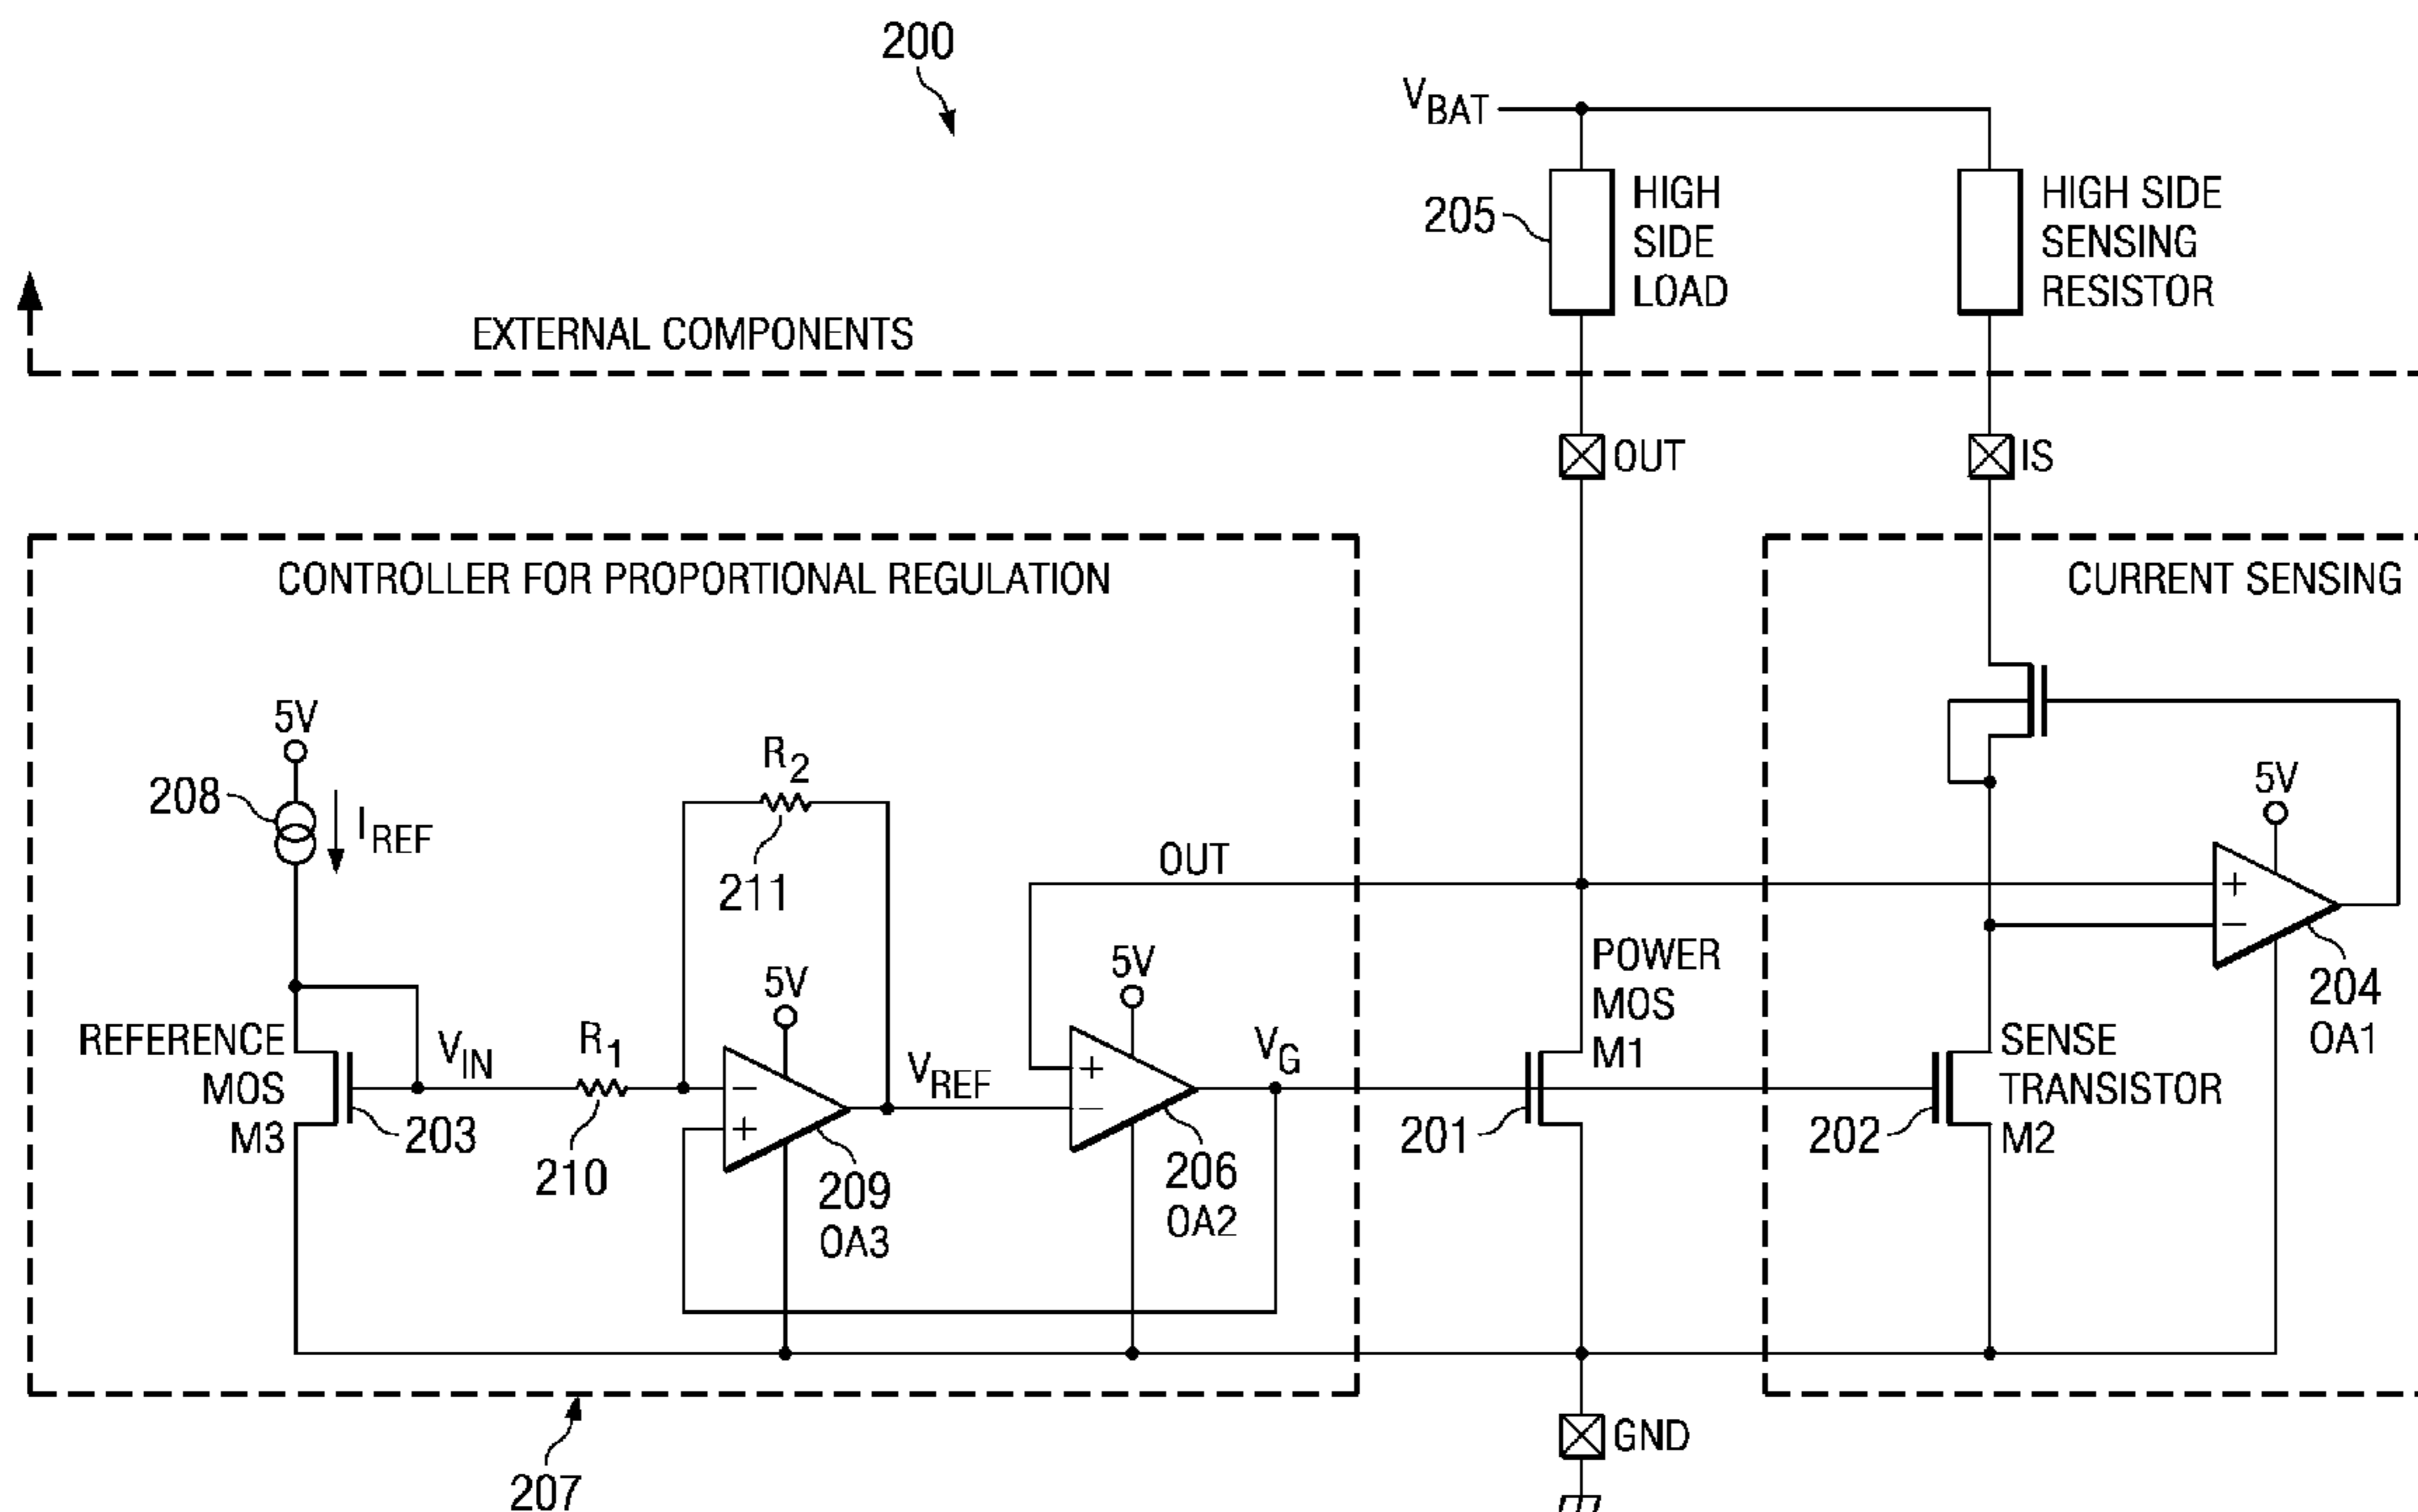 200
VBAT
205
HIGH
SIDE
LOAD
HIGH SIDE
SENSING
RESISTOR
EXTERNAL COMPONENTS
OUT
IS
CONTROLLER FOR PROPORTIONAL REGULATION
CURRENT SENSING
5V
208
IREF
R2
211
OUT
5V
5V
5V
REFERENCE
MOS
M3
VIN
R1
−
+
VREF
+
−
VG
POWER
MOS
M1
+
−
204
OA1
SENSE
TRANSISTOR
M2
203
210
209
OA3
206
OA2
201
202
GND
207